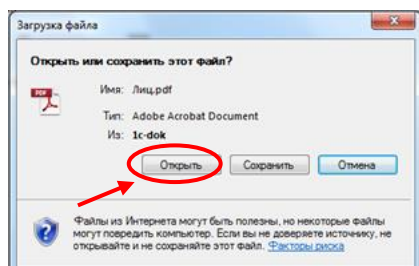 Загрузка файла
Открыть или сохранить этот файл?
PDF
Имя: Лиц.pdf
Тип: Adobe Acrobat Document
Из: 1c-dok
Открыть Сохранить Отмена
Файлы из Интернета могут быть полезны, но некоторые файлы
могут повредить компьютер. Если вы не доверяете источнику, не
открывайте и не сохраняйте этот файл. Факторы риска